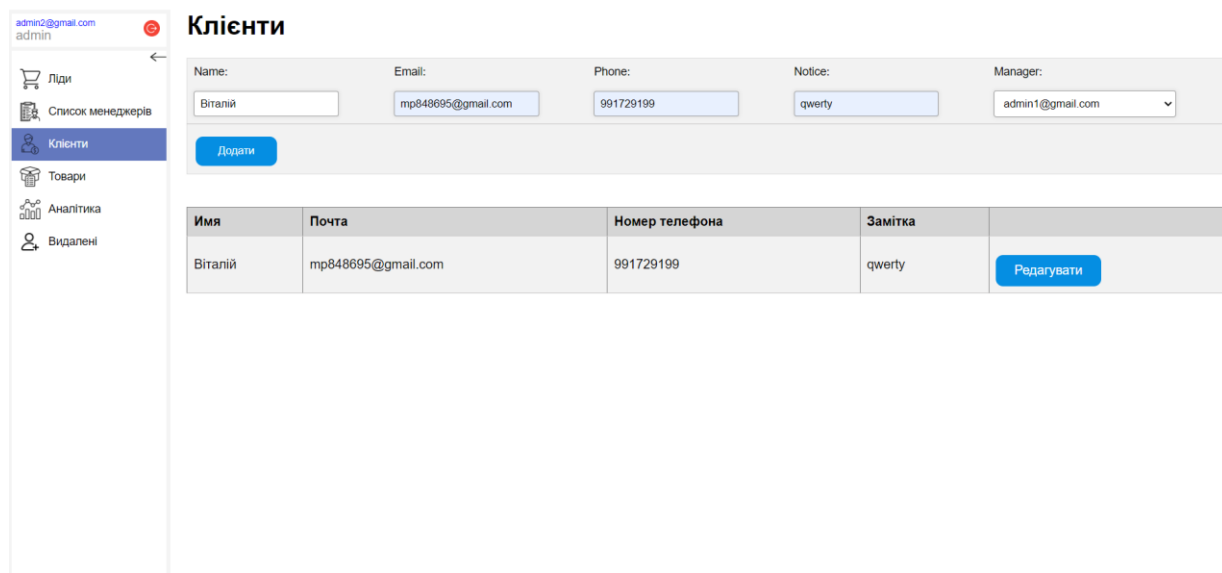 admin2@gmail.com
admin
Ліди
Список менеджерів
Клієнти
Товари
Аналітика
Видалені
Клієнти
Name: Email: Phone: Notice: Manager:
Віталій mp848695@gmail.com 991729199 qwerty admin1@gmail.com
Додати
Имя Почта Номер телефона Замітка
Віталій mp848695@gmail.com 991729199 qwerty Редагувати